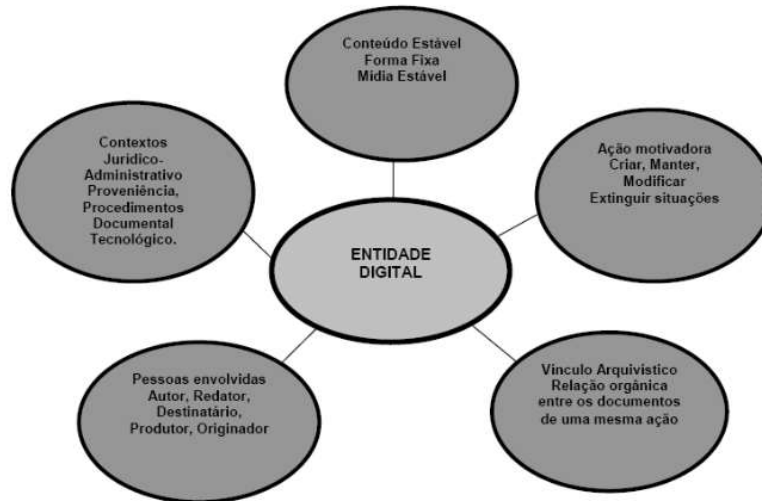 Conteúdo Estável
Forma Fixa
Mídia Estável
Contextos
Jurídico-
Administrativo
Proveniência,
Procedimentos
Documental
Tecnológico.
Ação motivadora
Criar, Manter,
Modificar
Extinguir situações
ENTIDADE
DIGITAL
Pessoas envolvidas
Autor, Redator,
Destinatário,
Produtor, Originador
Vínculo Arquivístico
Relação orgânica
entre os documentos
de uma mesma ação